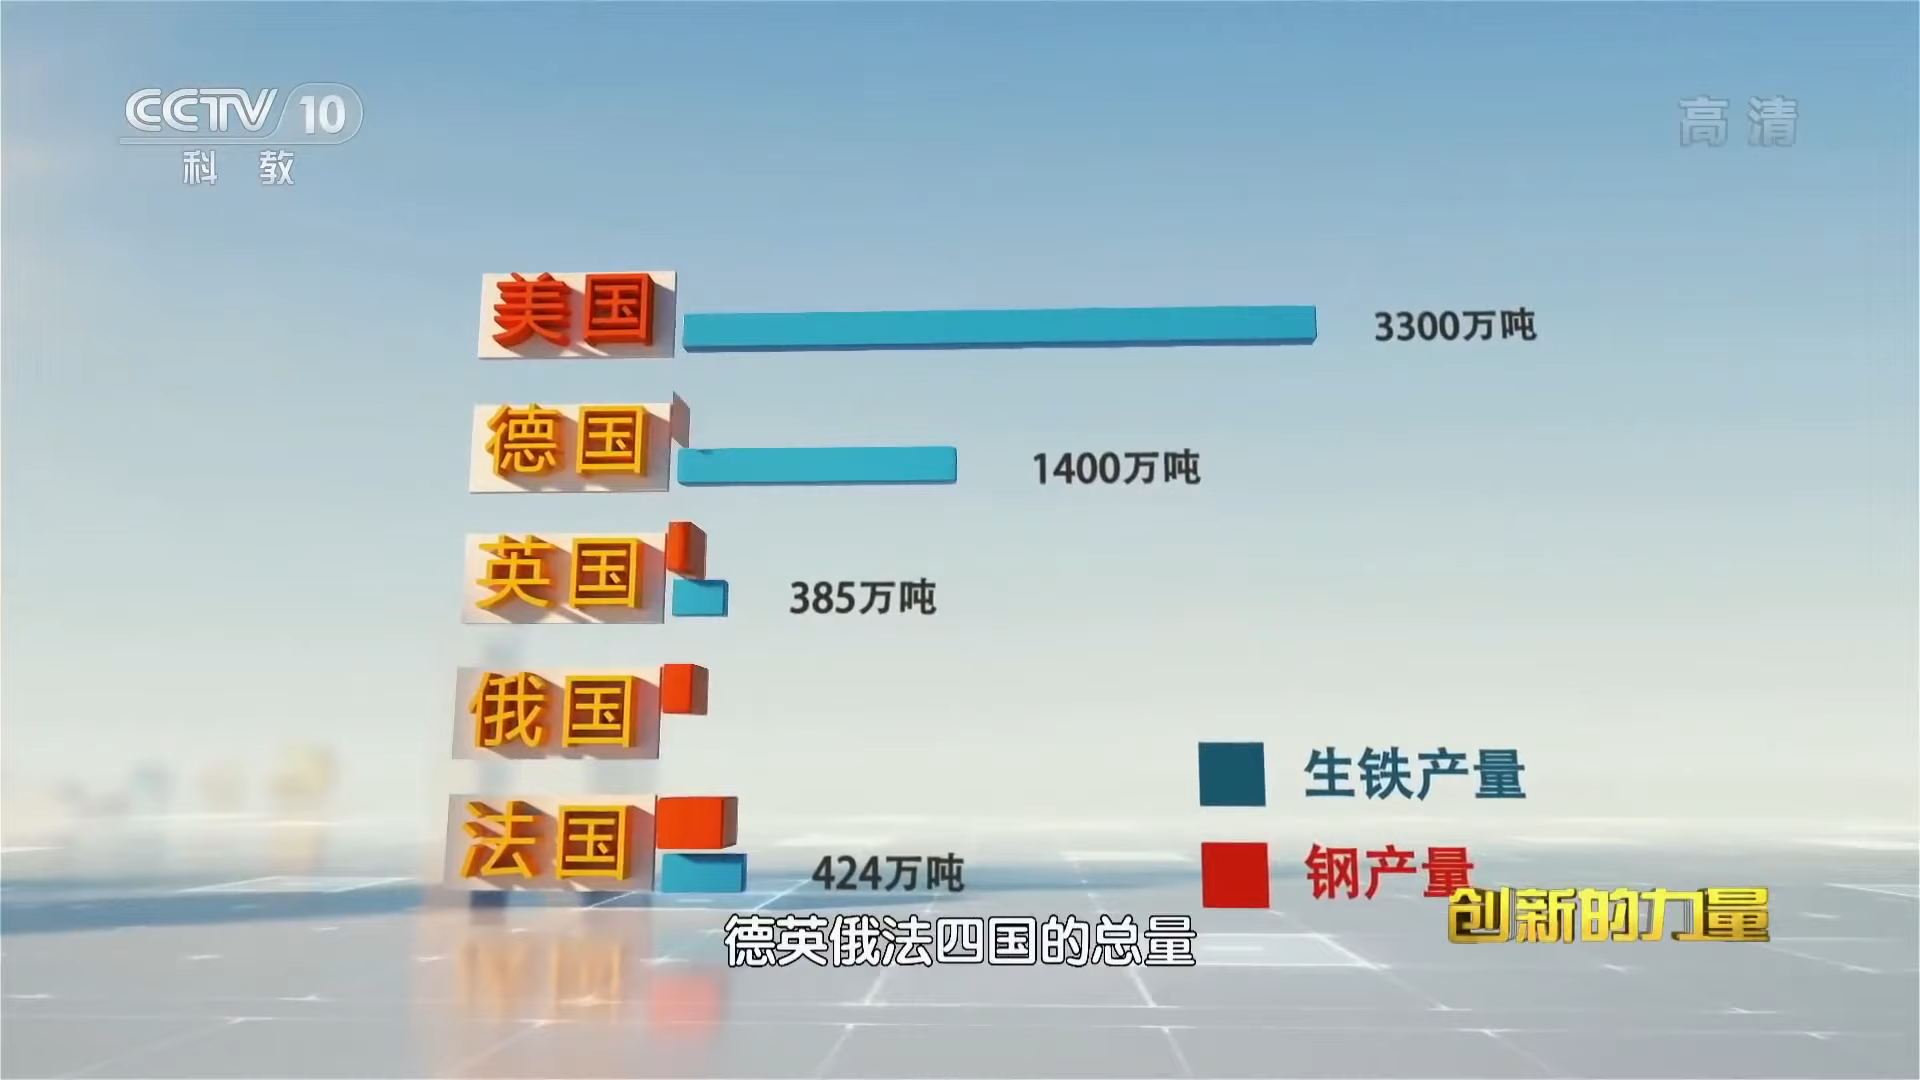 CCTV 10
科教
高清
美国
3300万吨
德国
1400万吨
英国
385万吨
俄国
法国
424万吨
生铁产量
钢产量
创新的力量
德英俄法四国的总量